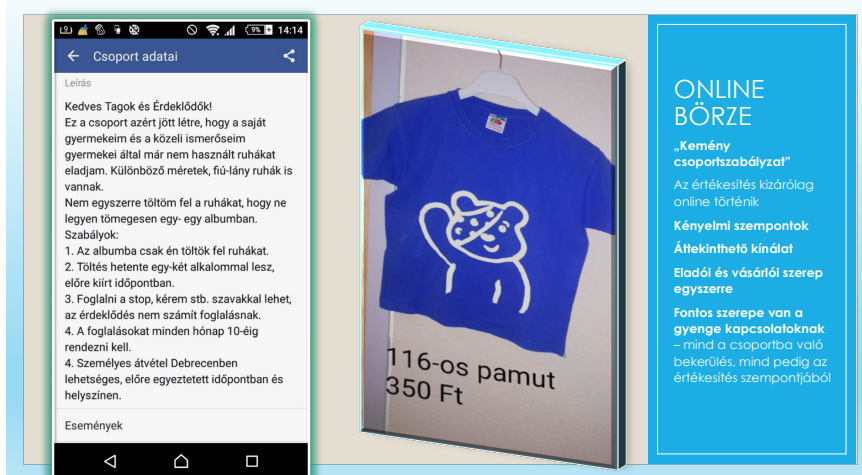 9%
14:14
Csoport adatai
Leírás
Kedves Tagok és Érdeklődők!
Ez a csoport azért jött létre, hogy a saját
gyermekeim és a közeli ismerőseim
gyermekei által már nem használt ruhákat
eladjam. Különböző méretek, fiú-lány ruhák is
vannak.
Nem egyszerre töltöm fel a ruhákat, hogy ne
legyen tömegesen egy- egy albumban.
Szabályok:
1. Az albumba csak én töltök fel ruhákat.
2. Töltés hetente egy-két alkalommal lesz,
előre kiírt időpontban.
3. Foglalni a stop, kérem stb. szavakkal lehet,
az érdeklődés nem számít foglalásnak.
4. A foglalásokat minden hónap 10-éig
rendezni kell.
4. Személyes átvétel Debrecenben
lehetséges, előre egyeztetett időpontban és
helyszínen.
Események
116-os pamut
350 Ft
ONLINE
BÖRZE
„Kemény
csoportszabályzat”
Az értékesítés kizárólag
online történik
Kényelmi szempontok
Áttekinthető kínálat
Eladói és vásárlói szerep
egyszerre
Fontos szerepe van a
gyenge kapcsolatoknak
– mind a csoportba való
bekerülés, mind pedig az
értékesítés szempontjából